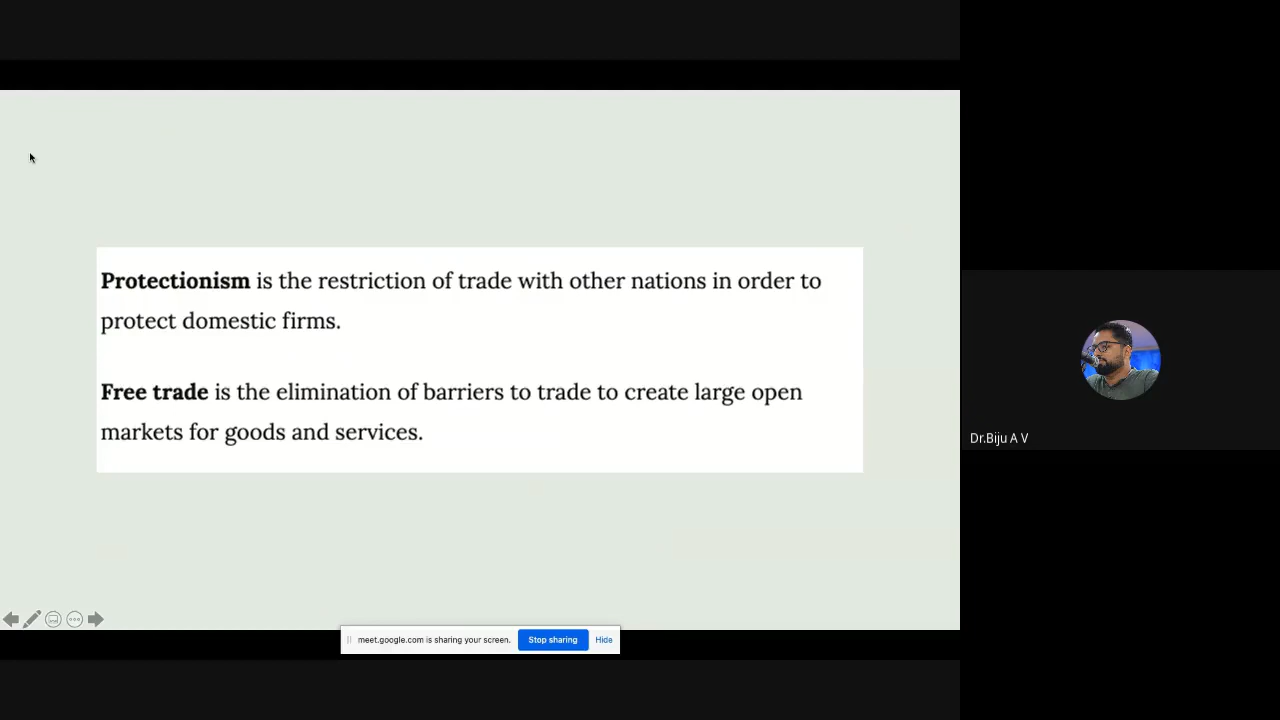 Protectionism is the restriction of trade with other nations in order to
protect domestic firms.
Free trade is the elimination of barriers to trade to create large open
markets for goods and services.
Dr.Biju A V
meet.google.com is sharing your screen.
Stop sharing
Hide